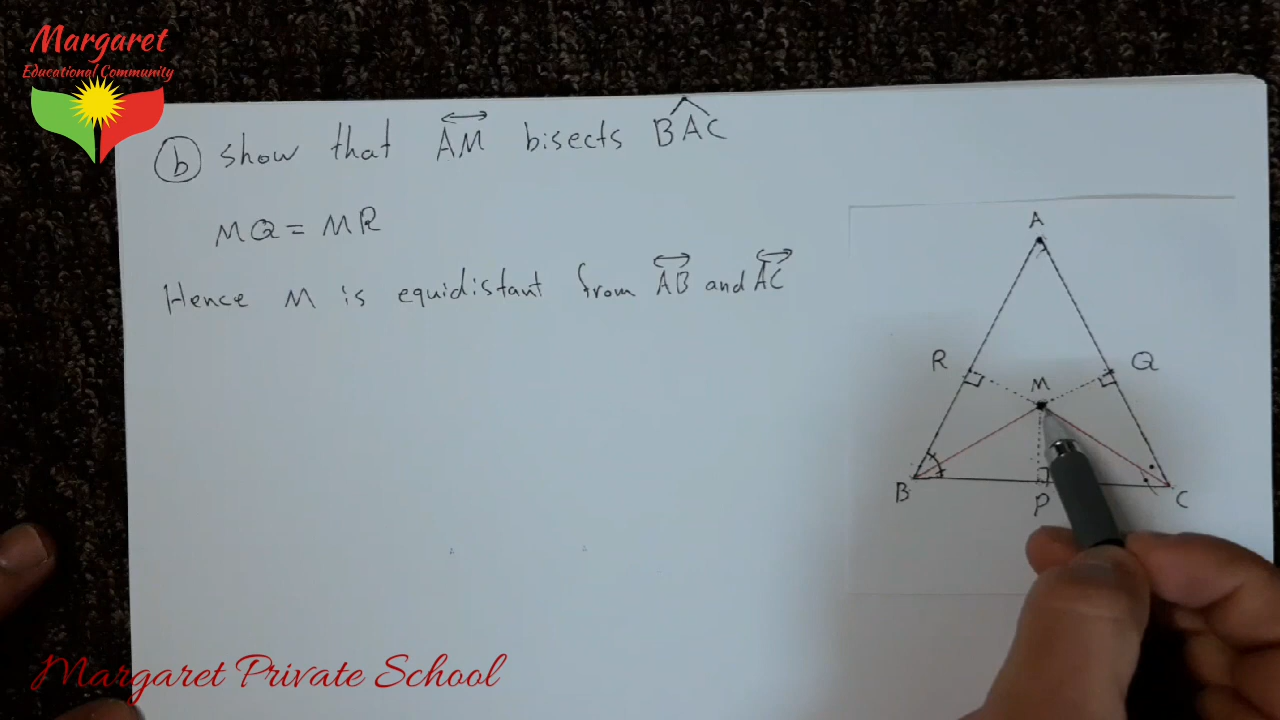 Margaret
Educational Community
b show that AM bisects BAC
MQ = MR
Hence M is equidistant from AB and AC
A
R
Q
M
B
P
C
Margaret Private School